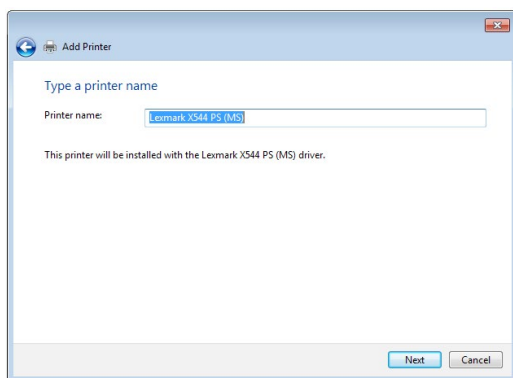 Add Printer
Type a printer name
Printer name: Lexmark X544 PS (MS)
This printer will be installed with the Lexmark X544 PS (MS) driver.
Next Cancel